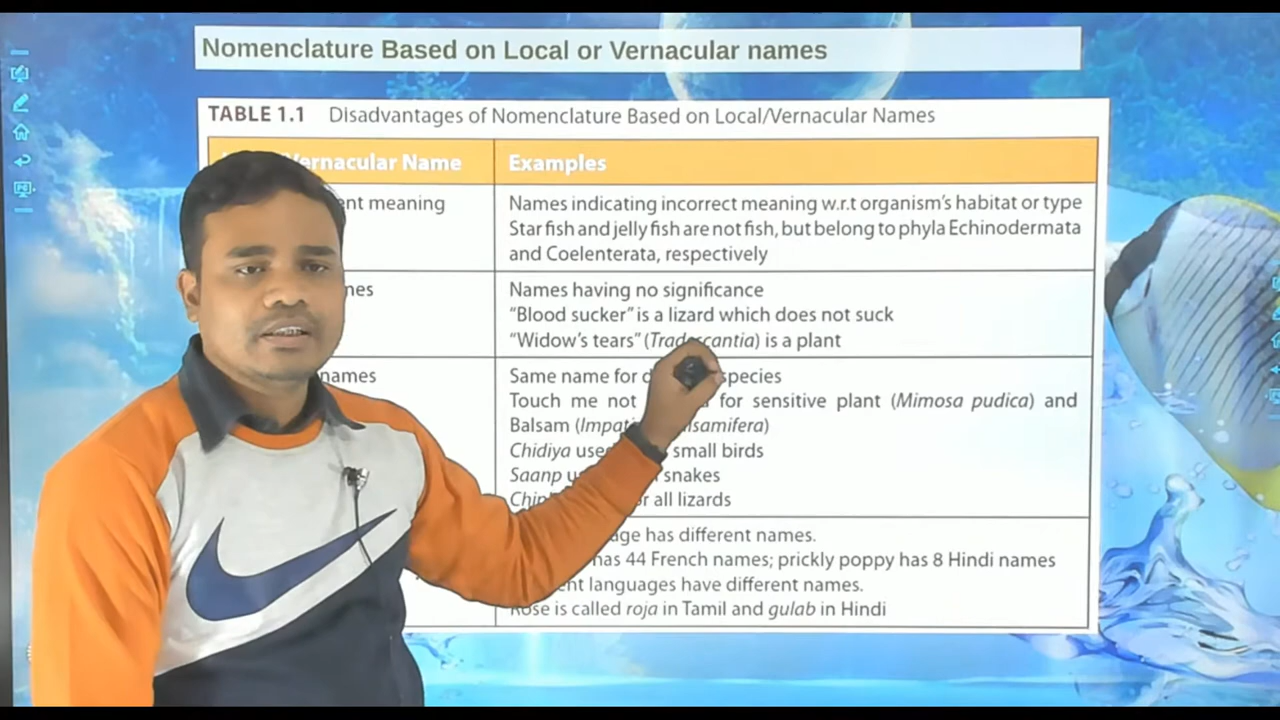 Nomenclature Based on Local or Vernacular names
TABLE 1.1 Disadvantages of Nomenclature Based on Local/Vernacular Names
Vernacular Name
Examples
meaning
Names indicating incorrect meaning w.r.t organism's habitat or type
Star fish and jelly fish are not fish, but belong to phyla Echinodermata
and Coelenterata, respectively
Names having no significance
"Blood sucker" is a lizard which does not suck
"Widow's tears" (Tradescantia) is a plant
names
Same name for species
Touch me not for sensitive plant (Mimosa pudica) and
Balsam
Chidiya small birds
Saanp snakes
all lizards
has different names.
has 44 French names; prickly poppy has 8 Hindi names
languages have different names.
Rose is called roja in Tamil and gulab in Hindi